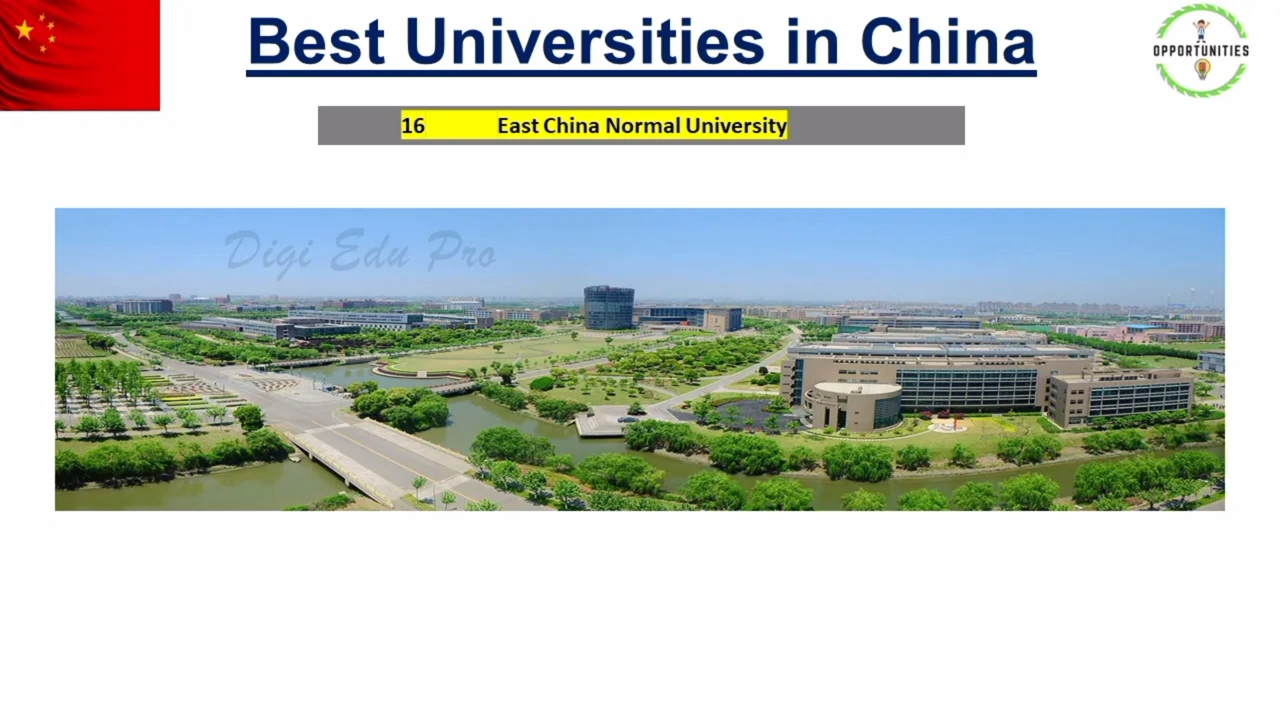 Best Universities in China
OPPORTUNITIES
16 East China Normal University
Digi Edu Pro